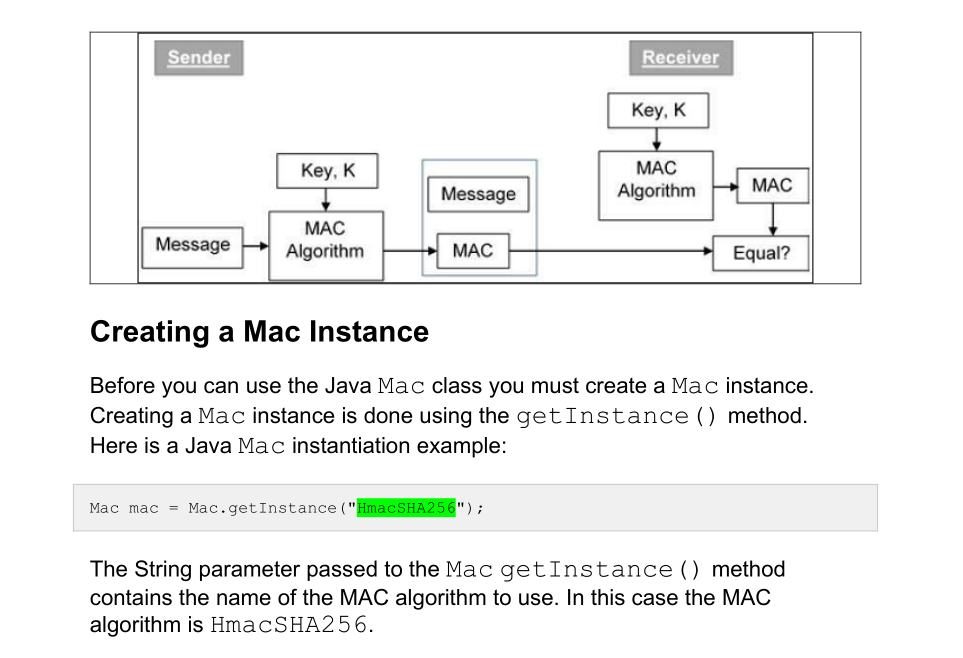 Sender
Receiver
Key, K
Key, K
MAC
Algorithm
MAC
Message
Message
MAC
Algorithm
MAC
Equal?
Creating a Mac Instance
Before you can use the Java Mac class you must create a Mac instance.
Creating a Mac instance is done using the getInstance() method.
Here is a Java Mac instantiation example:
Mac mac = Mac.getInstance("HmacSHA256");
The String parameter passed to the Mac getInstance() method
contains the name of the MAC algorithm to use. In this case the MAC
algorithm is HmacSHA256.